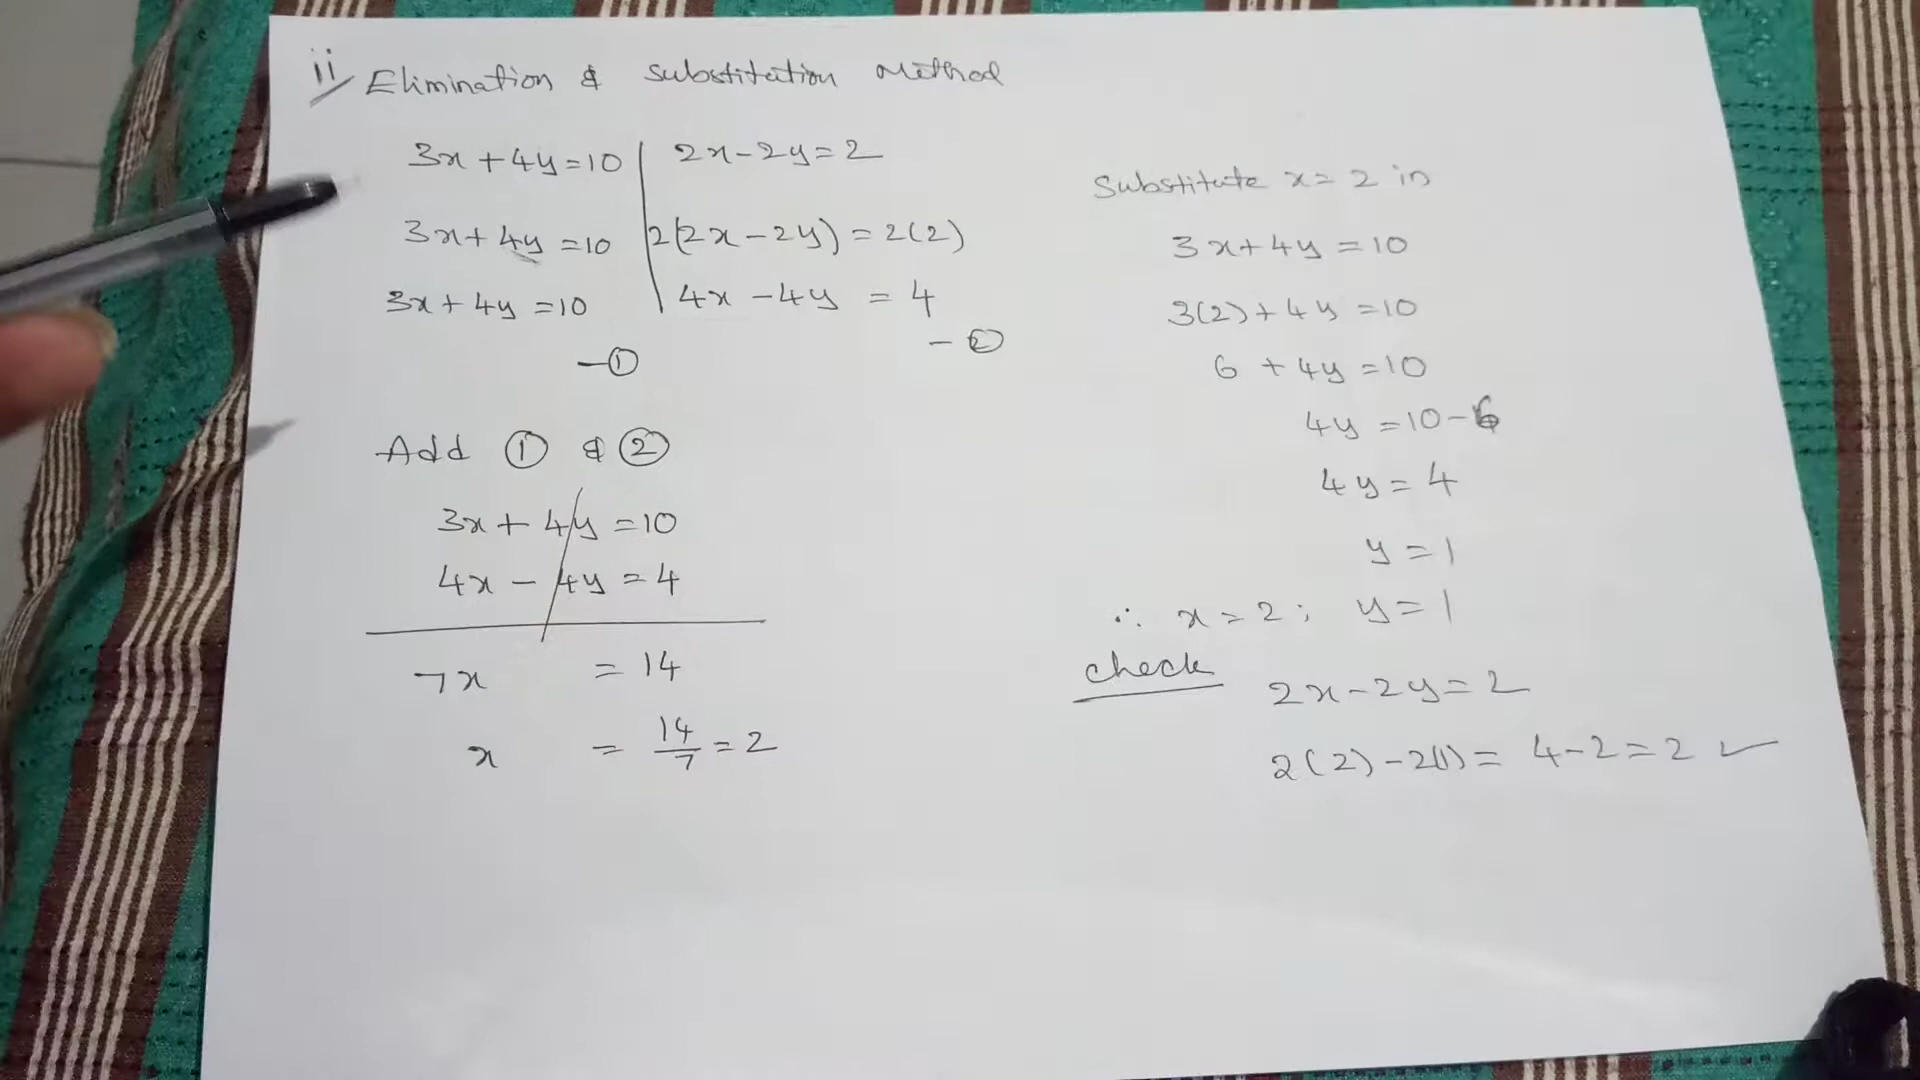 ii Elimination & Substitution Method
3x + 4y = 10 | 2x - 2y = 2
3x + 4y = 10 | 2(2x - 2y) = 2(2)
3x + 4y = 10 | 4x - 4y = 4
- ① - ②
Add ① & ②
3x + 4y = 10
4x - 4y = 4
7x = 14
x = 14/7 = 2
Substitute x = 2 in
3x + 4y = 10
3(2) + 4y = 10
6 + 4y = 10
4y = 10 - 6
4y = 4
y = 1
∴ x = 2; y = 1
check
2x - 2y = 2
2(2) - 2(1) = 4 - 2 = 2 ✓